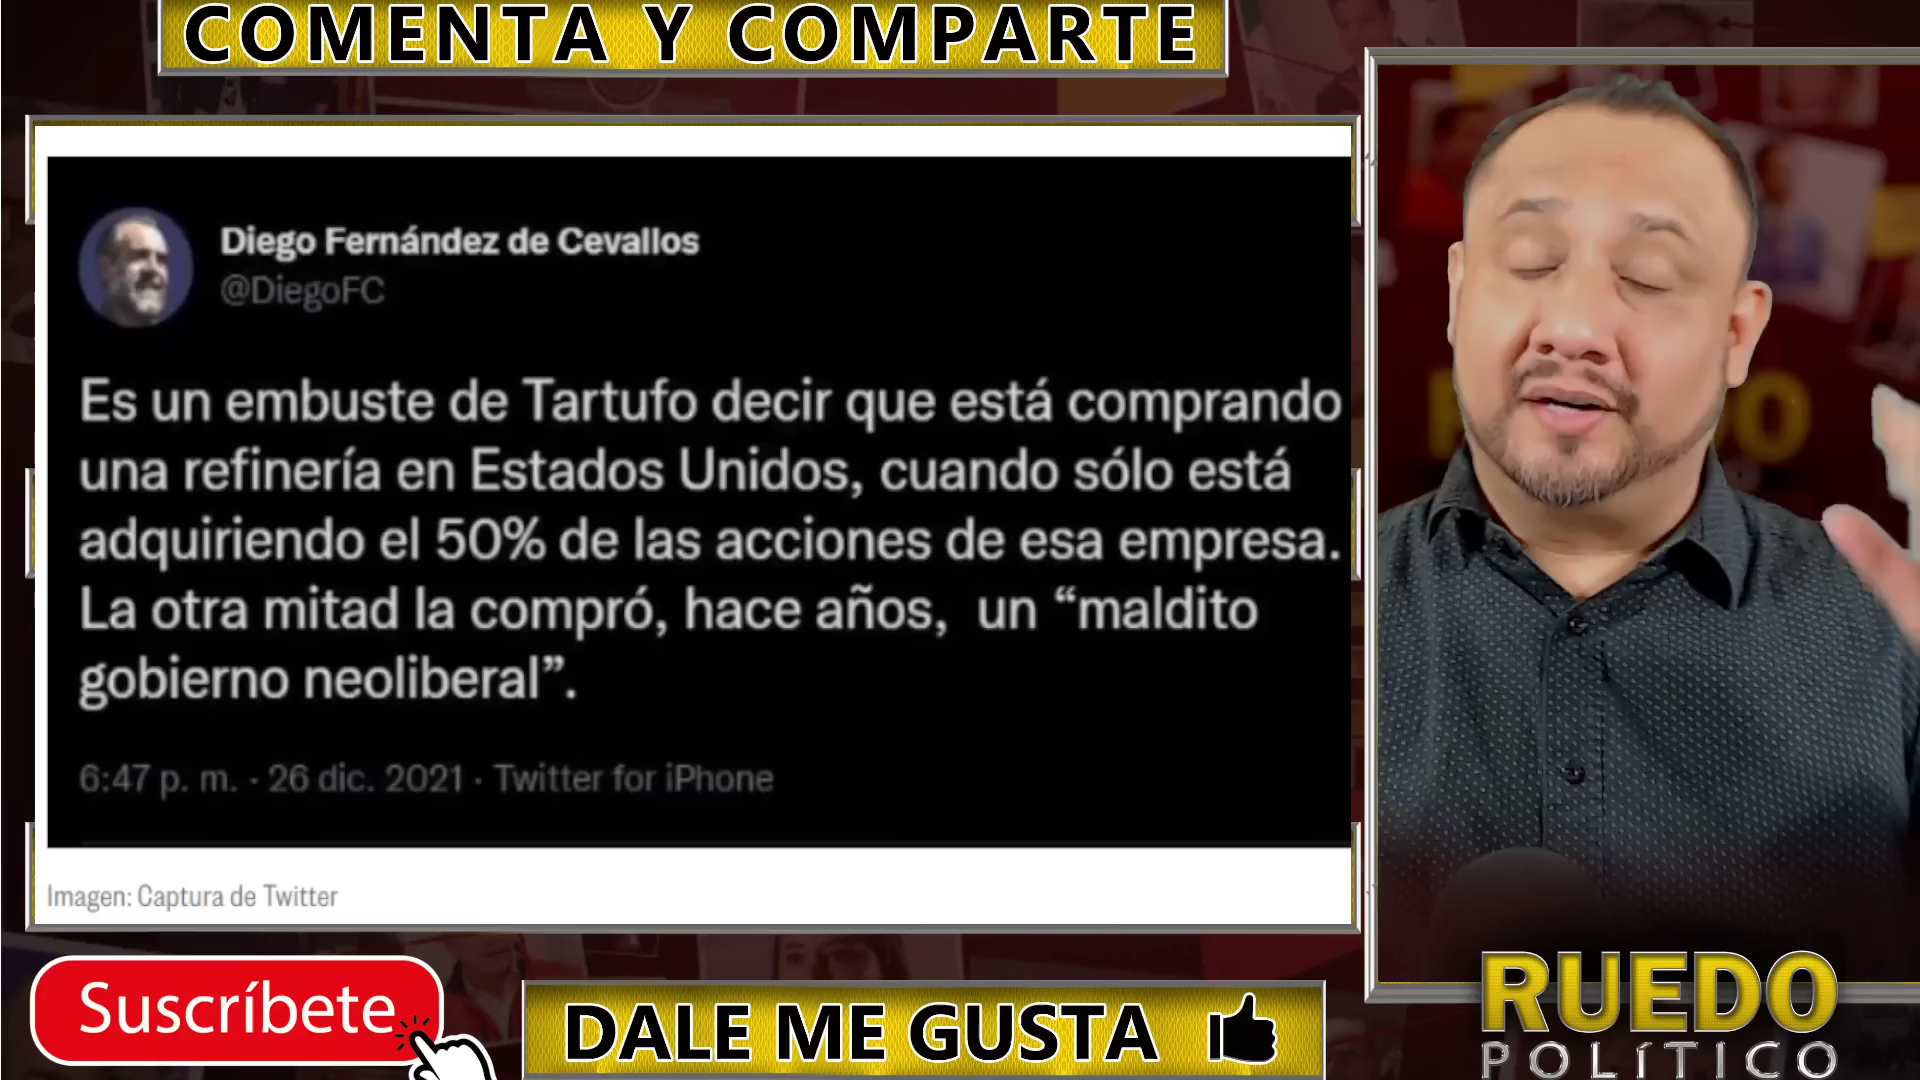 COMENTA Y COMPARTE
Diego Fernández de Cevallos
@DiegoFC
Es un embuste de Tartufo decir que está comprando
una refinería en Estados Unidos, cuando sólo está
adquiriendo el 50% de las acciones de esa empresa.
La otra mitad la compró, hace años, un “maldito
gobierno neoliberal”.
6:47 p. m. · 26 dic. 2021 · Twitter for iPhone
Imagen: Captura de Twitter
Suscríbete
DALE ME GUSTA
RUEDO
POLÍTICO